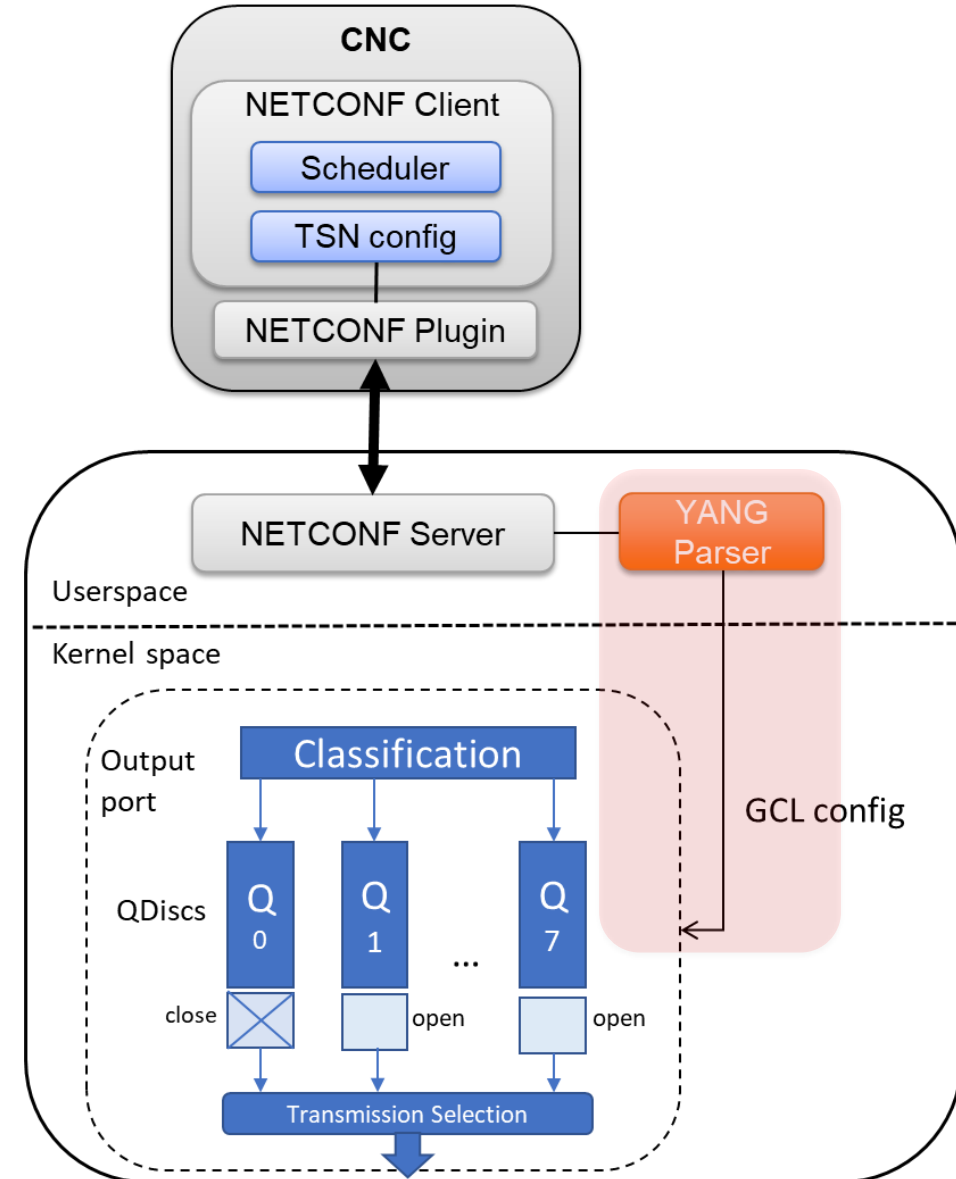 CNC
NETCONF Client
Scheduler
TSN config
NETCONF Plugin
NETCONF Server
YANG
Parser
Userspace
Kernel space
Output
port
Classification
GCL config
QDiscs
Q
0
Q
1
...
Q
7
close
open
open
Transmission Selection